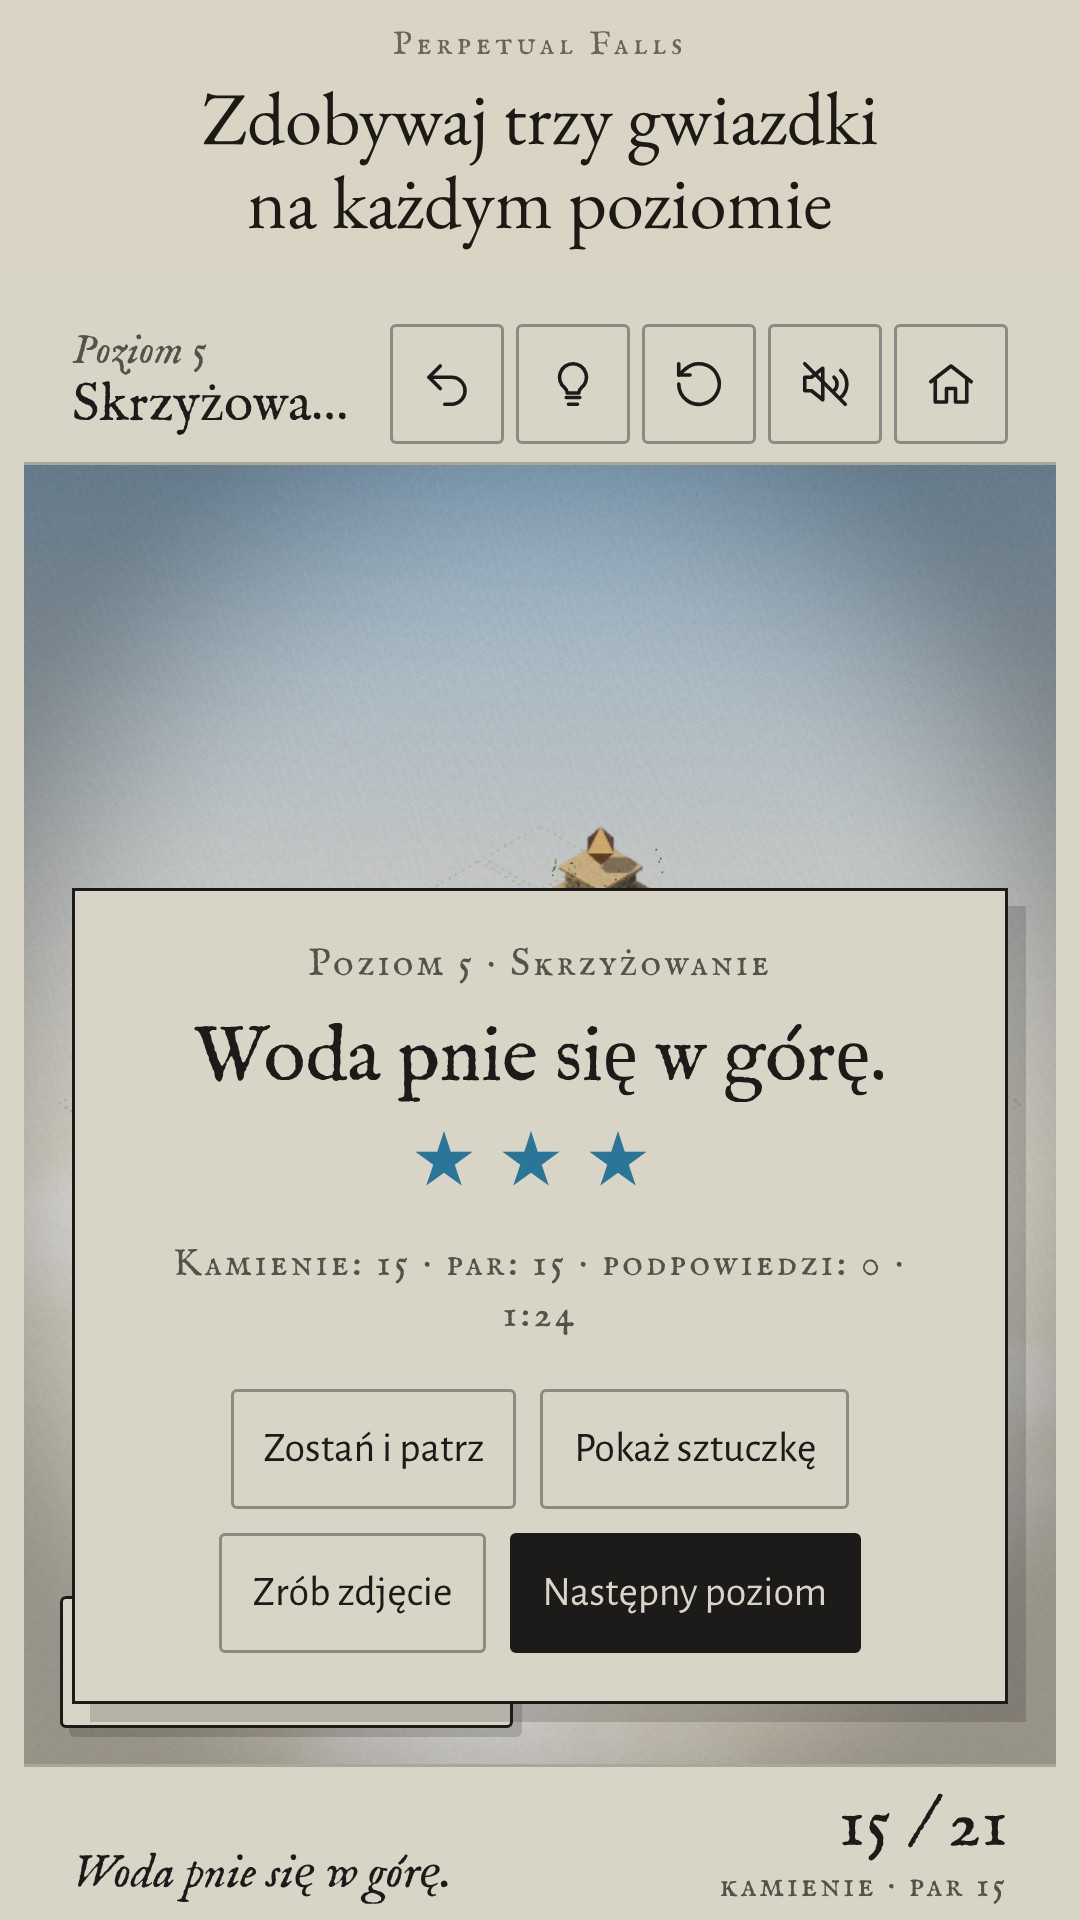 Perpetual Falls
Zdobywaj trzy gwiazdki
na każdym poziomie
Poziom 5
Skrzyżowa...
Poziom 5 · Skrzyżowanie
Woda pnie się w górę.
★ ★ ★
Kamienie: 15 · par: 15 · podpowiedzi: 0 ·
1:24
Zostań i patrz
Pokaż sztuczkę
Zrób zdjęcie
Następny poziom
15 / 21
Woda pnie się w górę.
kamienie · par 15